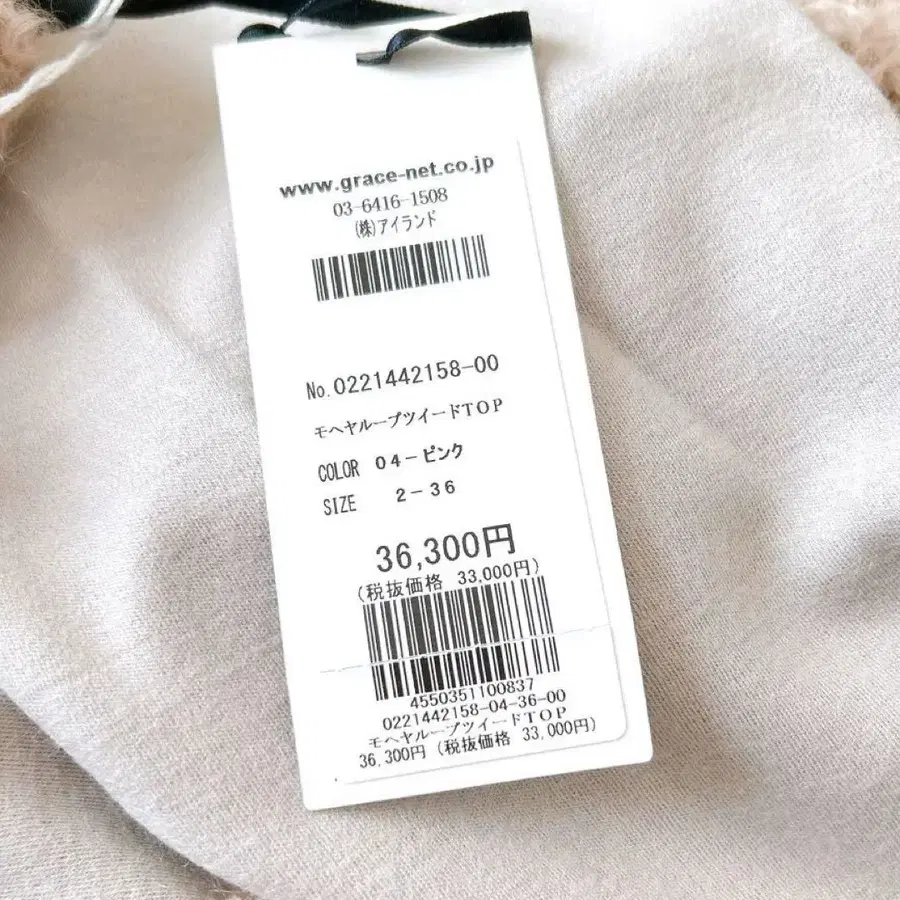 www.grace-net.co.jp
03-6416-1508
(株)アイランド
No.0221442158-00
モヘヤループツイードTOP
COLOR 04-ピンク
SIZE 2-36
36,300円
(税抜価格 33,000円)
4550351100837
0221442158-04-36-00
モヘヤループツイードTOP
36,300円 (税抜価格 33,000円)